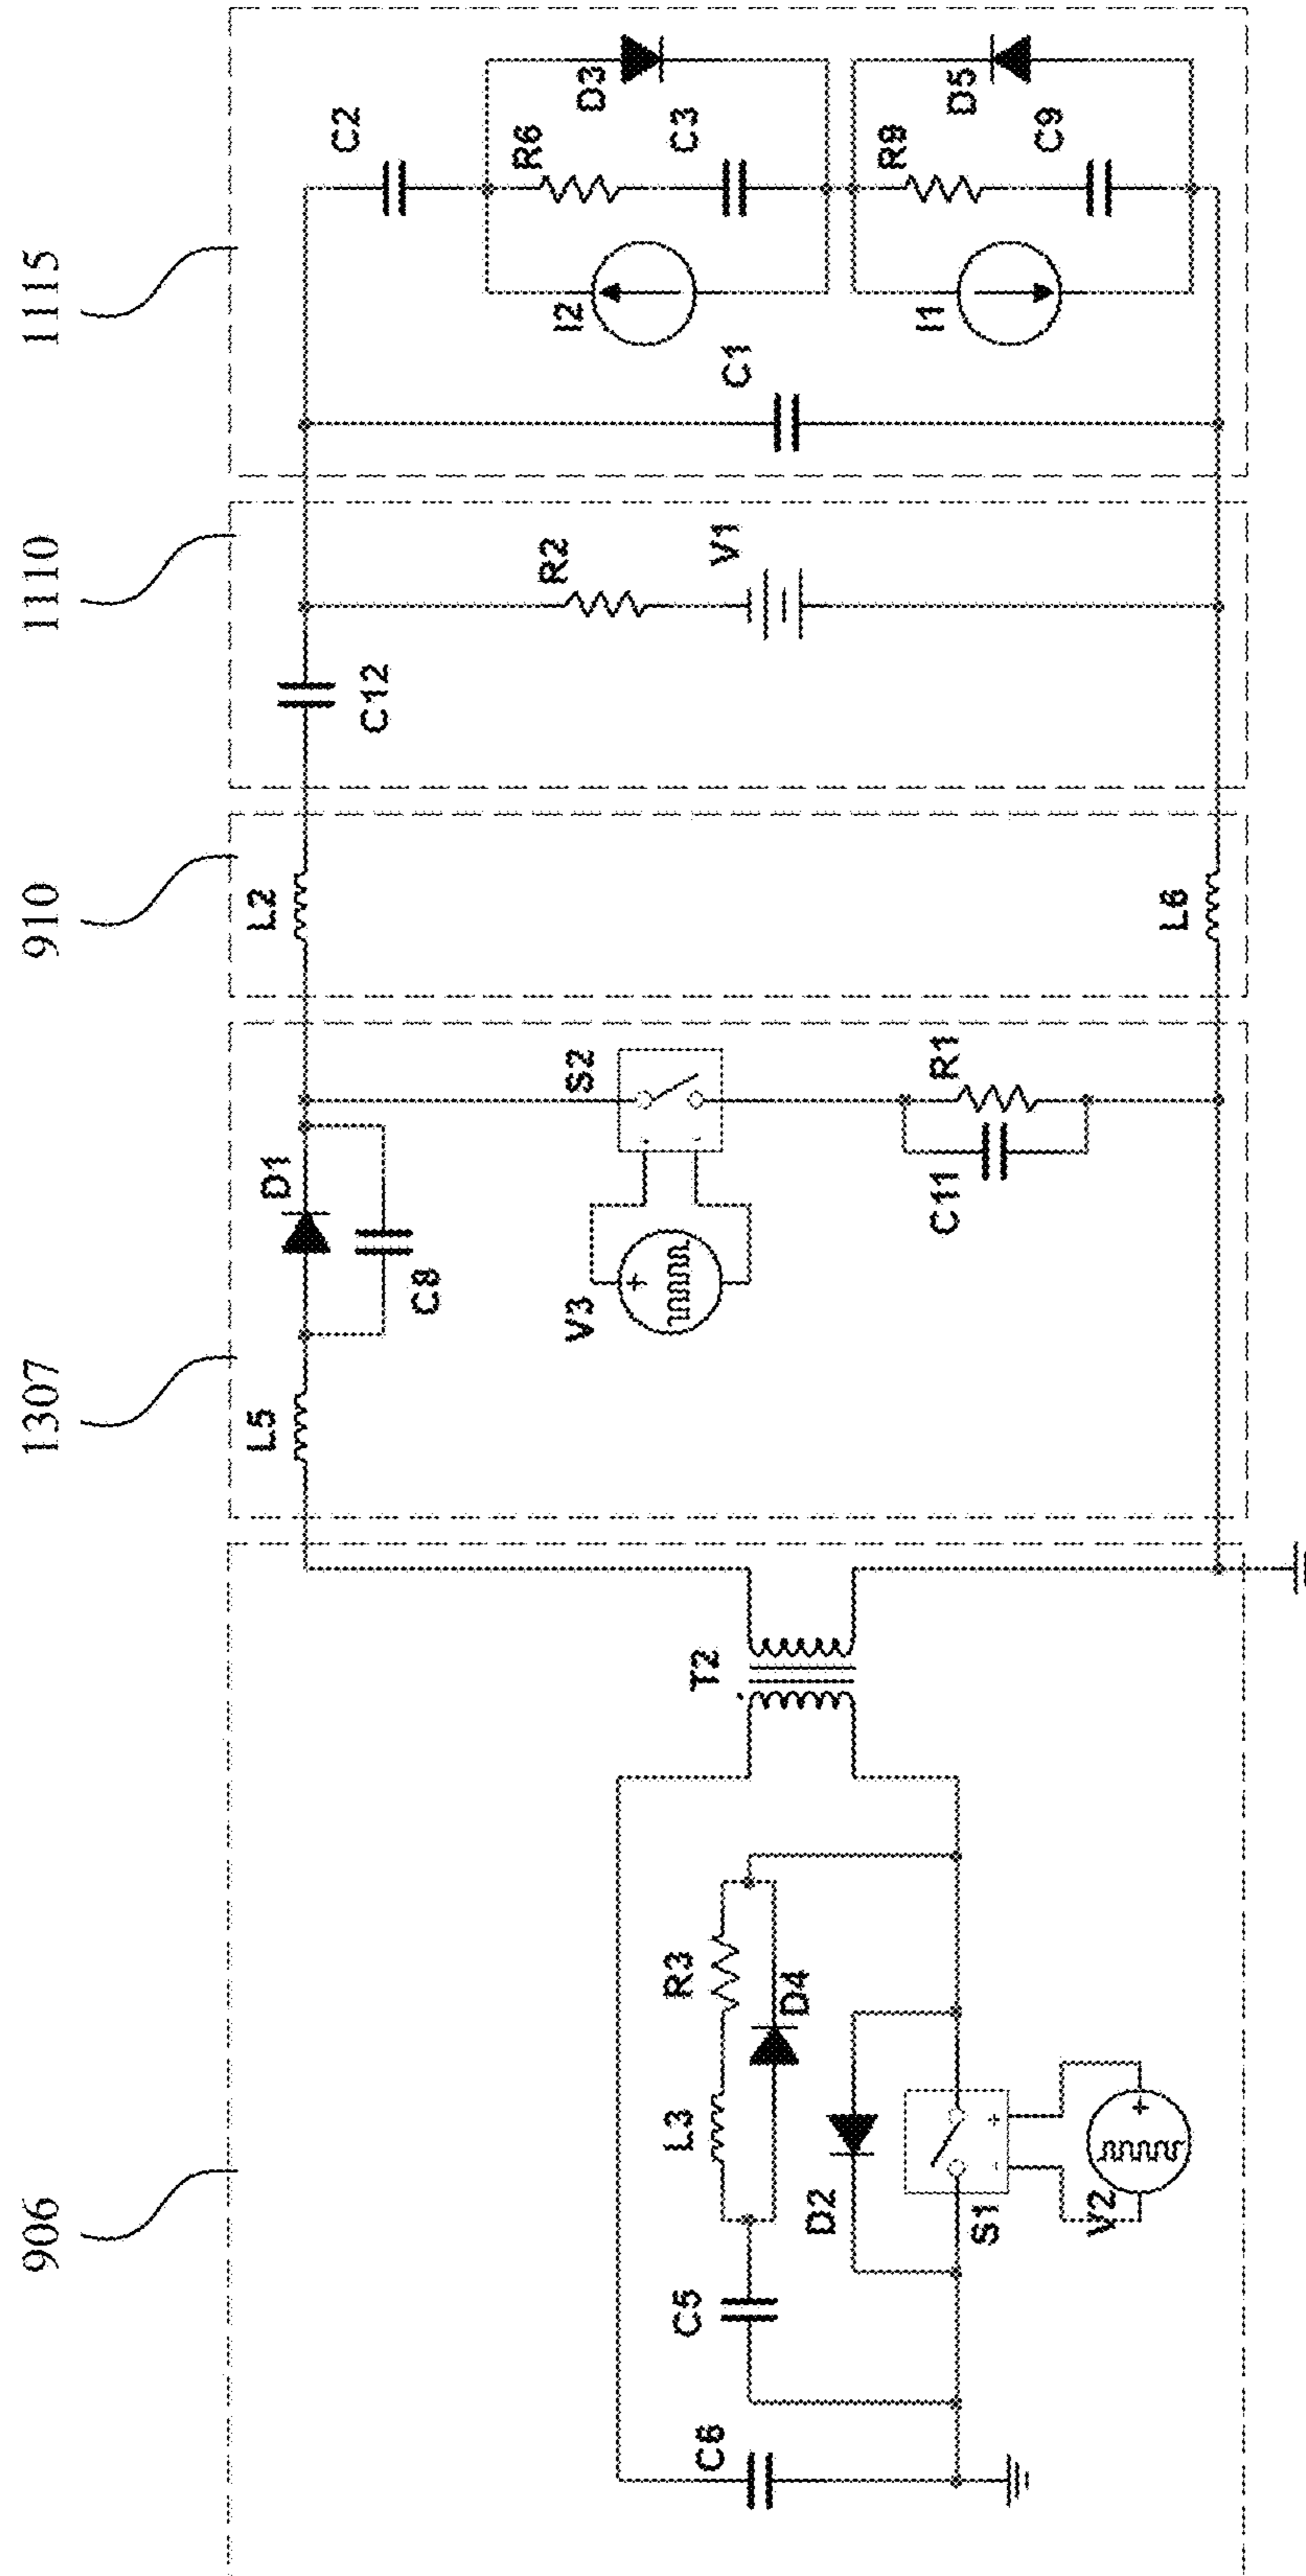 906
1307
910
1110
1115
C6
C5
L3
R3
D4
D2
S1
V2
T2
L5
D1
C8
V3
S2
C11
R1
L2
L6
C12
R2
V1
C1
C2
I2
R6
C3
D3
I1
R8
C9
D5